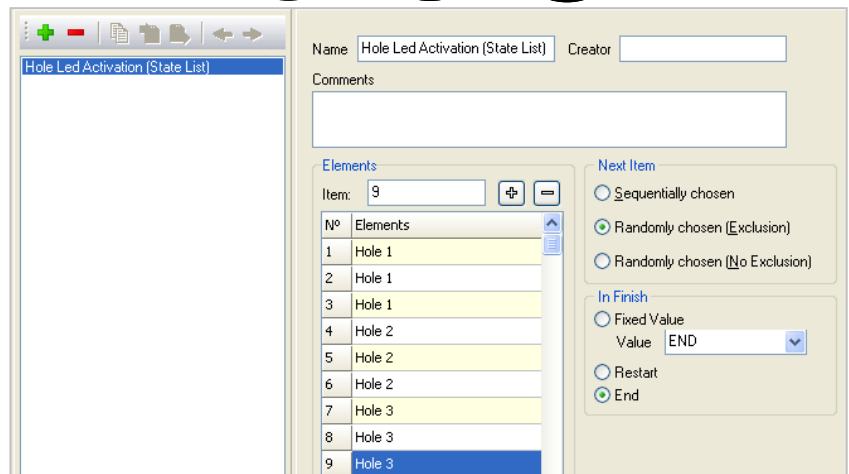 Hole Led Activation (State List)
Name Hole Led Activation (State List) Creator
Comments
Elements
Item: 9
Nº Elements
1 Hole 1
2 Hole 1
3 Hole 1
4 Hole 2
5 Hole 2
6 Hole 2
7 Hole 3
8 Hole 3
9 Hole 3
Next Item
Sequentially chosen
Randomly chosen (Exclusion)
Randomly chosen (No Exclusion)
In Finish
Fixed Value
Value END
Restart
End